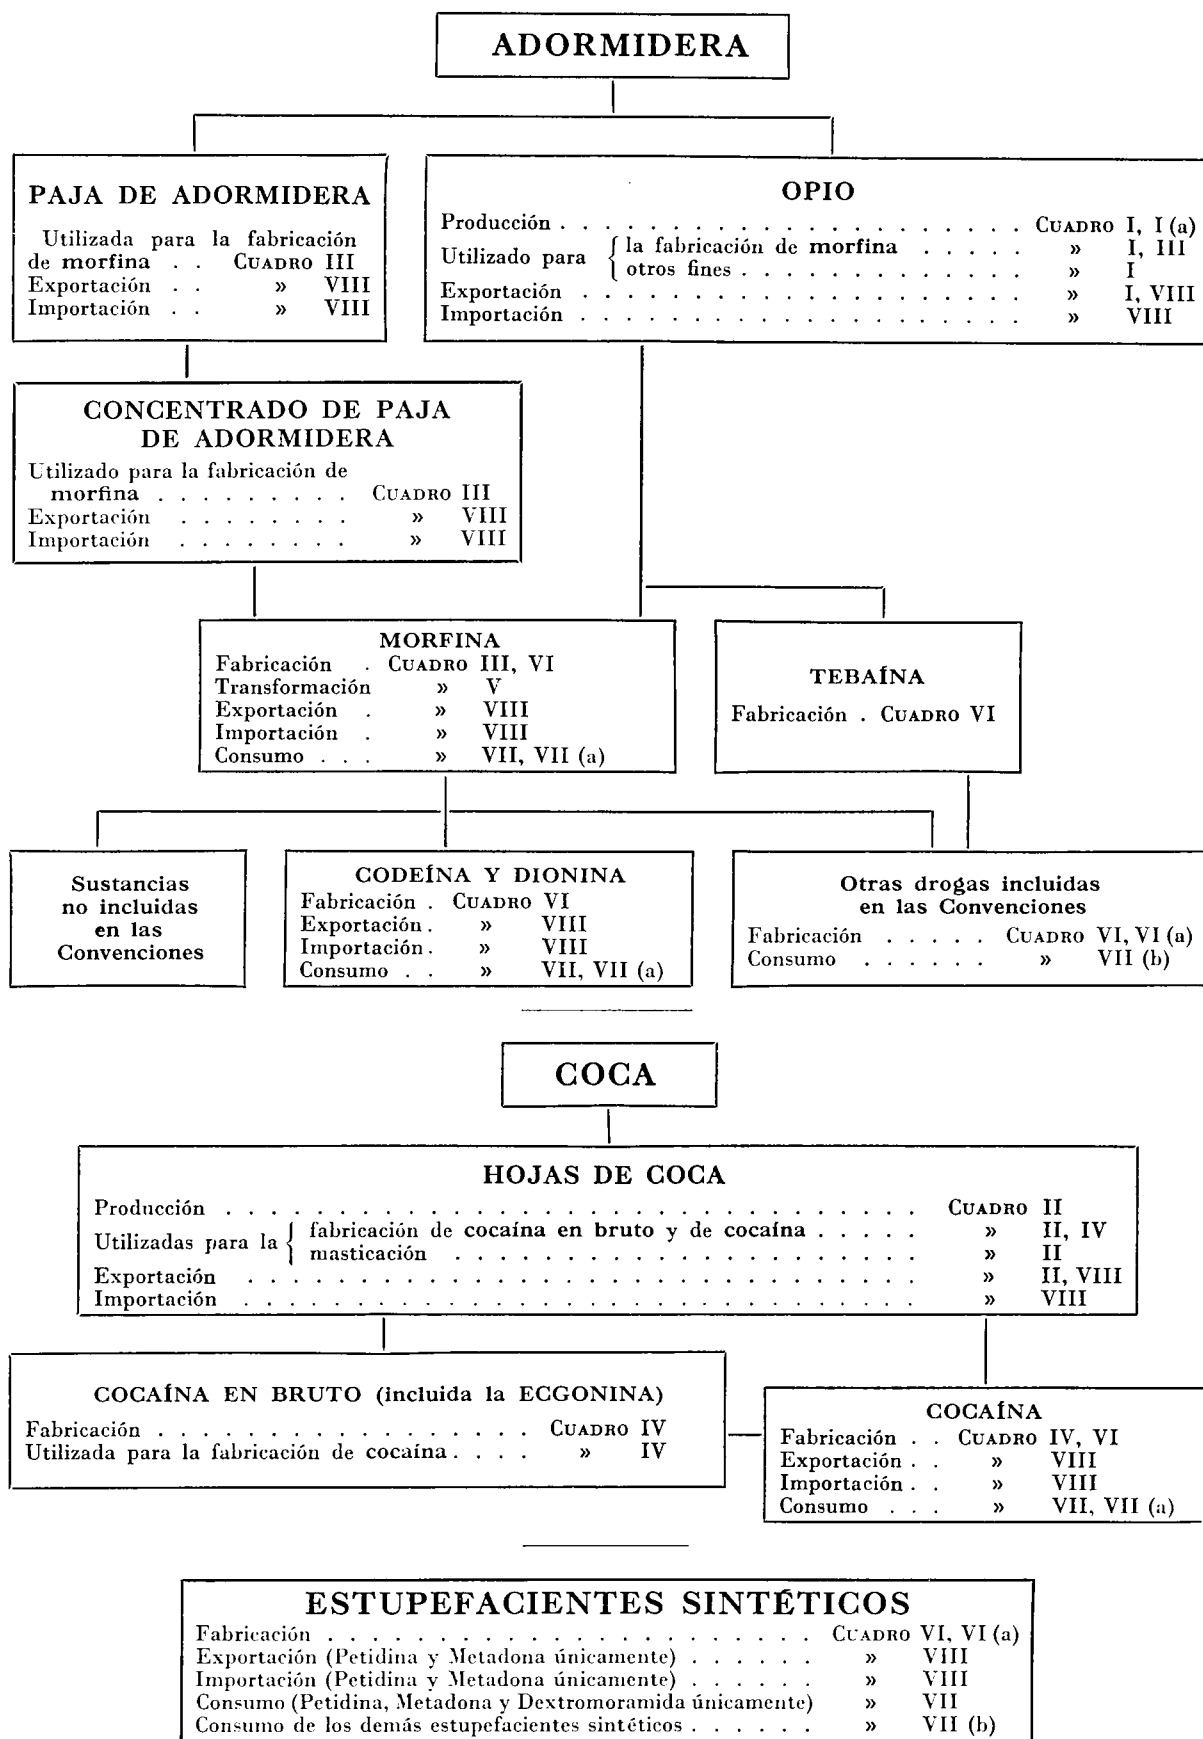 ADORMIDERA
PAJA DE ADORMIDERA
Utilizada para la fabricación
de morfina . . CUADRO III
Exportación . . » VIII
Importación . . » VIII
OPIO
Producción . . . . . . . . . . . . . . . . . . . . CUADRO I, I (a)
Utilizado para { la fabricación de morfina . . . . . » I, III
otros fines . . . . . . . . . . . . . » I
Exportación . . . . . . . . . . . . . . . . . . . . » I, VIII
Importación . . . . . . . . . . . . . . . . . . . . » VIII
CONCENTRADO DE PAJA
DE ADORMIDERA
Utilizado para la fabricación de
morfina . . . . . . . . . CUADRO III
Exportación . . . . . . . . » VIII
Importación . . . . . . . . » VIII
MORFINA
Fabricación . CUADRO III, VI
Transformación » V
Exportación . » VIII
Importación . » VIII
Consumo . . . » VII, VII (a)
TEBAÍNA
Fabricación . CUADRO VI
Sustancias
no incluidas
en las
Convenciones
CODEÍNA Y DIONINA
Fabricación . CUADRO VI
Exportación . » VIII
Importación . » VIII
Consumo . . » VII, VII (a)
Otras drogas incluidas
en las Convenciones
Fabricación . . . . . CUADRO VI, VI (a)
Consumo . . . . . . » VII (b)
COCA
HOJAS DE COCA
Producción . . . . . . . . . . . . . . . . . . . . . . . . . . . . . . CUADRO II
Utilizadas para la { fabricación de cocaína en bruto y de cocaína . . . . . » II, IV
masticación . . . . . . . . . . . . . . . . . . . . » II
Exportación . . . . . . . . . . . . . . . . . . . . . . . . . . . . . » II, VIII
Importación . . . . . . . . . . . . . . . . . . . . . . . . . . . . . » VIII
COCAÍNA EN BRUTO (incluida la ECGONINA)
Fabricación . . . . . . . . . . . . . . . . . CUADRO IV
Utilizada para la fabricación de cocaína . . . . » IV
COCAÍNA
Fabricación . . CUADRO IV, VI
Exportación . . » VIII
Importación . . » VIII
Consumo . . . » VII, VII (a)
ESTUPEFACIENTES SINTÉTICOS
Fabricación . . . . . . . . . . . . . . . . . . . . . . CUADRO VI, VI (a)
Exportación (Petidina y Metadona únicamente) . . . . . . » VIII
Importación (Petidina y Metadona únicamente) . . . . . . » VIII
Consumo (Petidina, Metadona y Dextromoramida únicamente) » VII
Consumo de los demás estupefacientes sintéticos . . . . . . » VII (b)